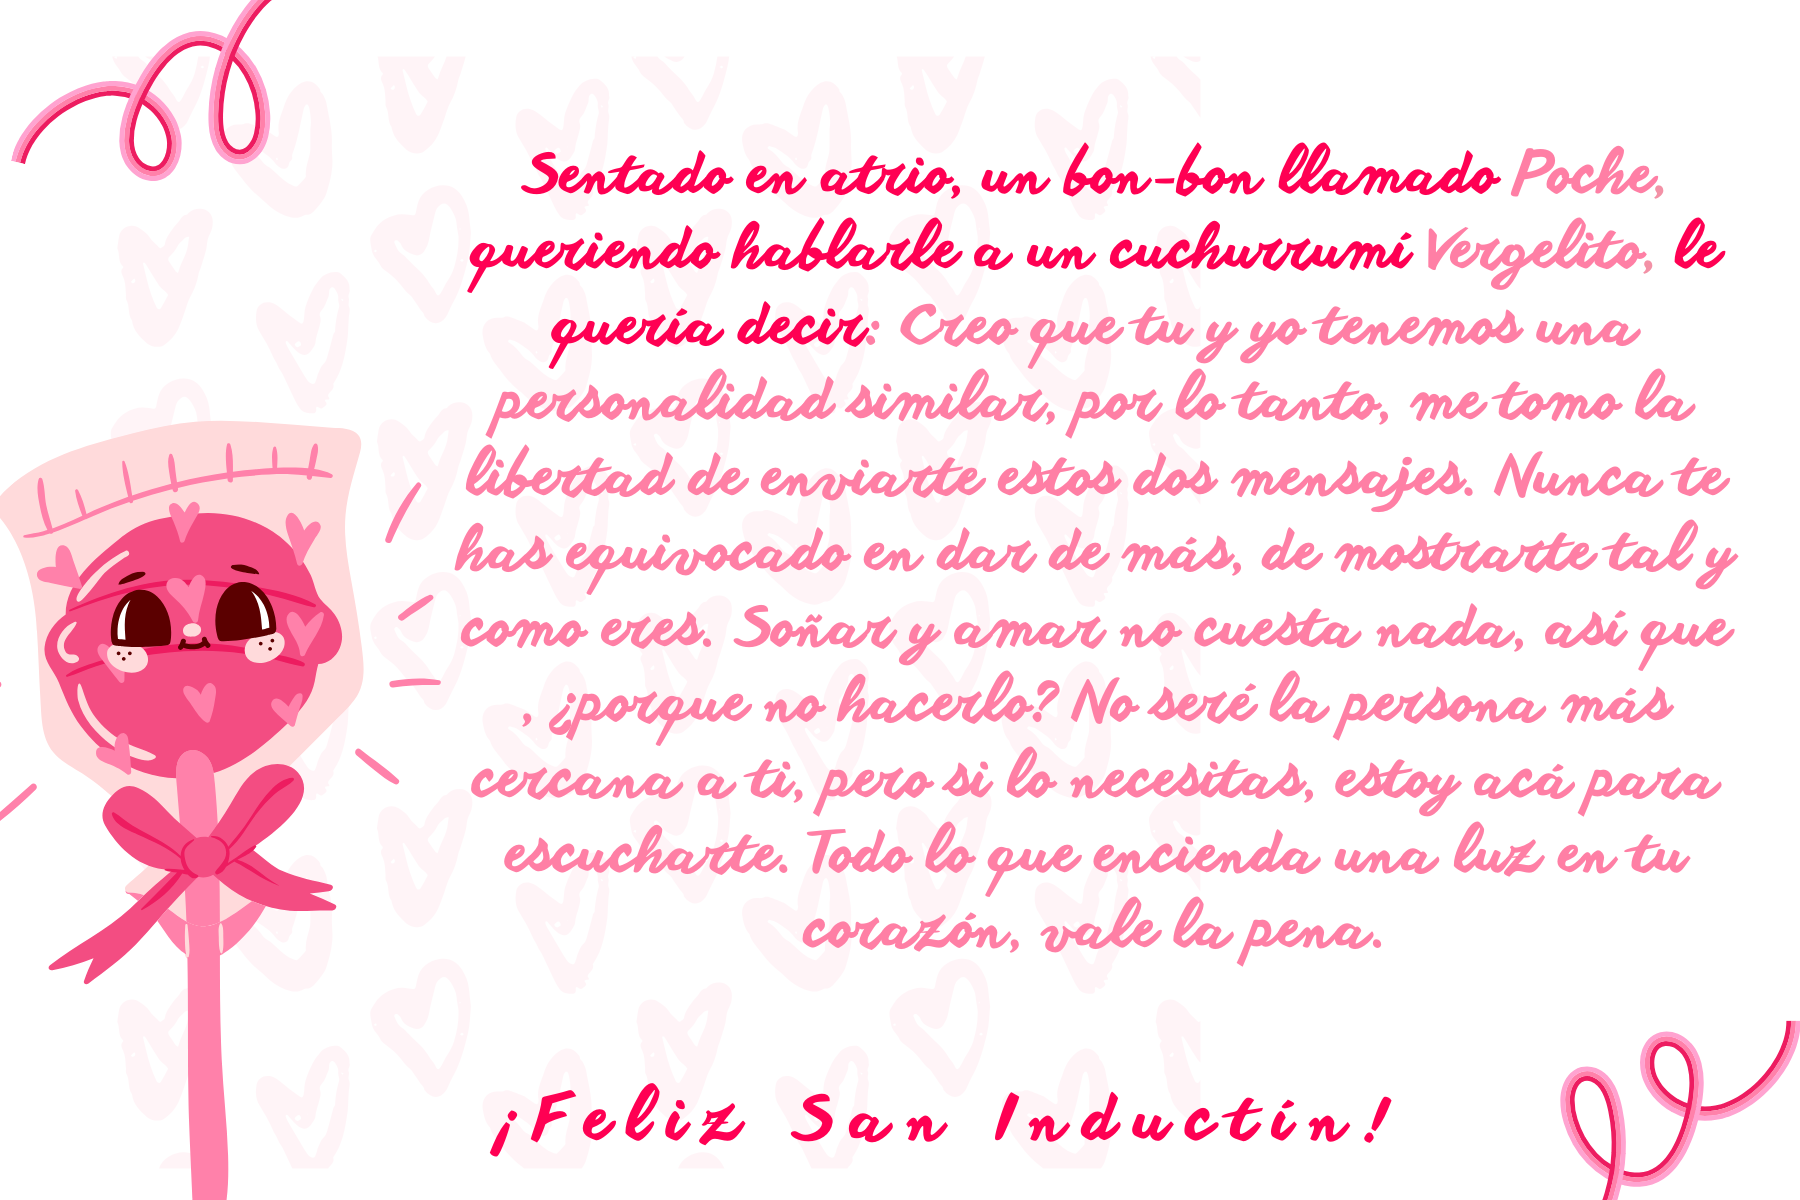 Sentado en atrio, un bon-bon llamado Poche,
queriendo hablarle a un cuchurrumí Vergelito, le
quería decir: Creo que tu y yo tenemos una
personalidad similar, por lo tanto, me tomo la
libertad de enviarte estos dos mensajes. Nunca te
has equivocado en dar de más, de mostrarte tal y
como eres. Soñar y amar no cuesta nada, así que
, ¿porque no hacerlo? No seré la persona más
cercana a ti, pero si lo necesitas, estoy acá para
escucharte. Todo lo que encienda una luz en tu
corazón, vale la pena.
¡Feliz San Inductín!